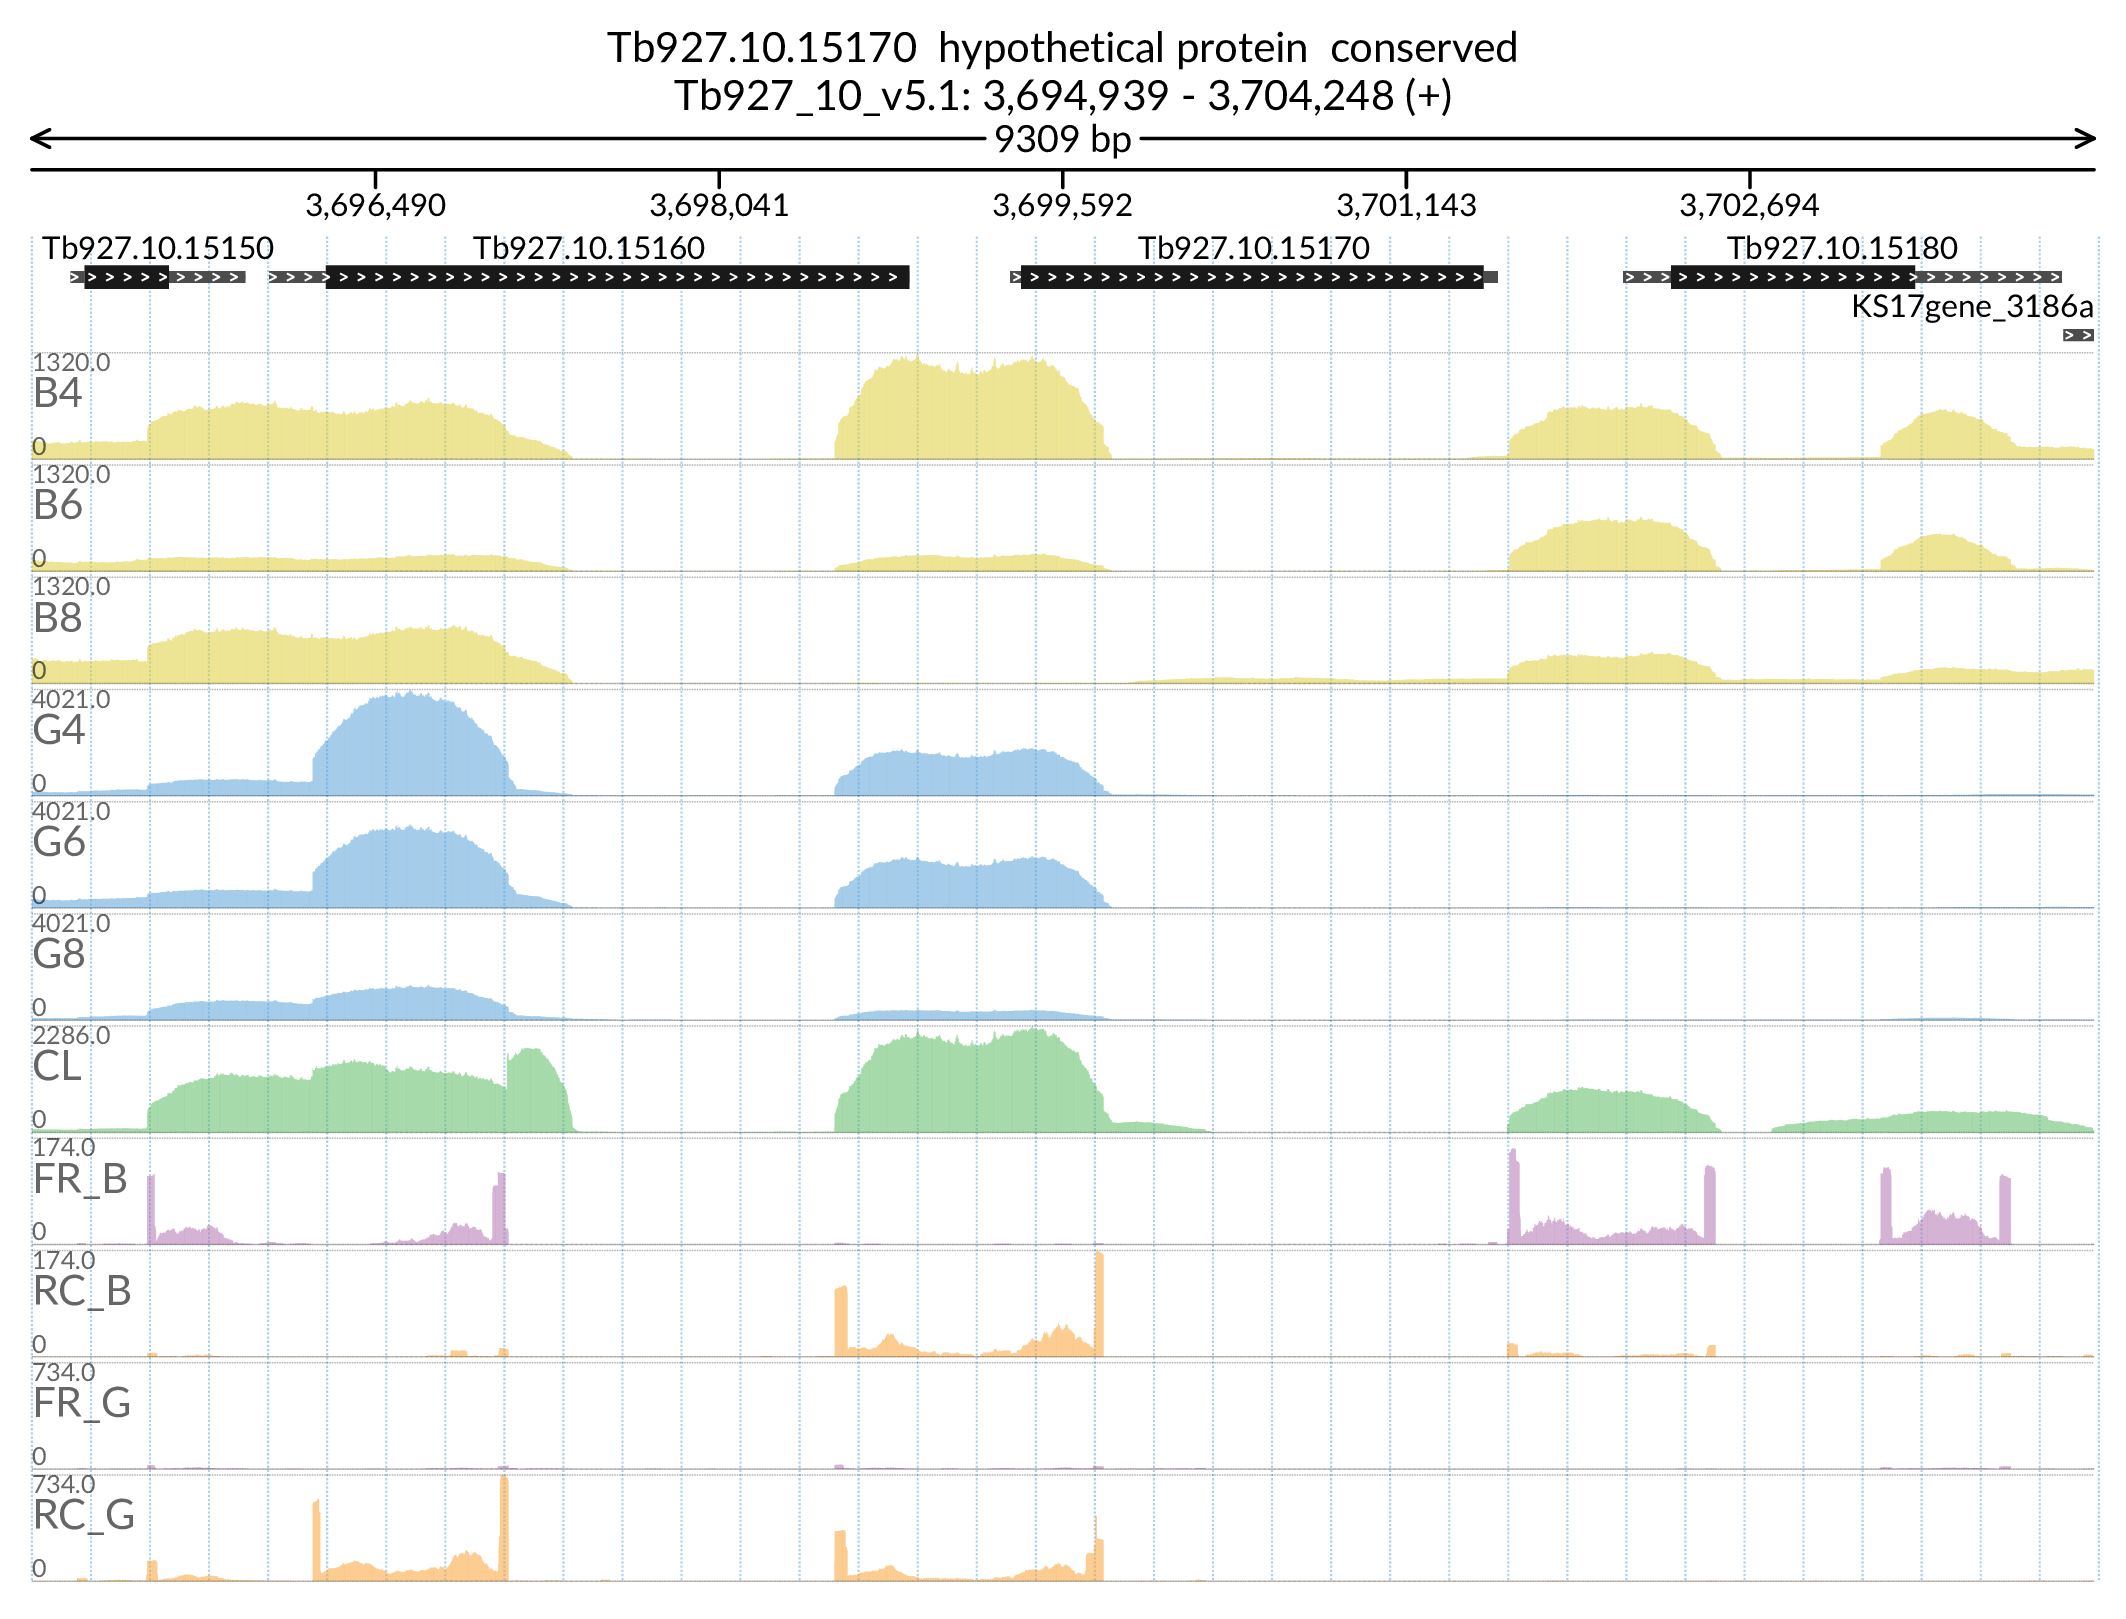 Tb927.10.15170 hypothetical protein conserved
Tb927_10_v5.1: 3,694,939 - 3,704,248 (+)
9309 bp
3,696,490 3,698,041 3,699,592 3,701,143 3,702,694
Tb927.10.15150 Tb927.10.15160 Tb927.10.15170 Tb927.10.15180
KS17gene_3186a
1320.0
B4
0
1320.0
B6
0
1320.0
B8
0
4021.0
G4
0
4021.0
G6
0
4021.0
G8
0
2286.0
CL
0
174.0
FR_B
0
174.0
RC_B
0
734.0
FR_G
0
734.0
RC_G
0